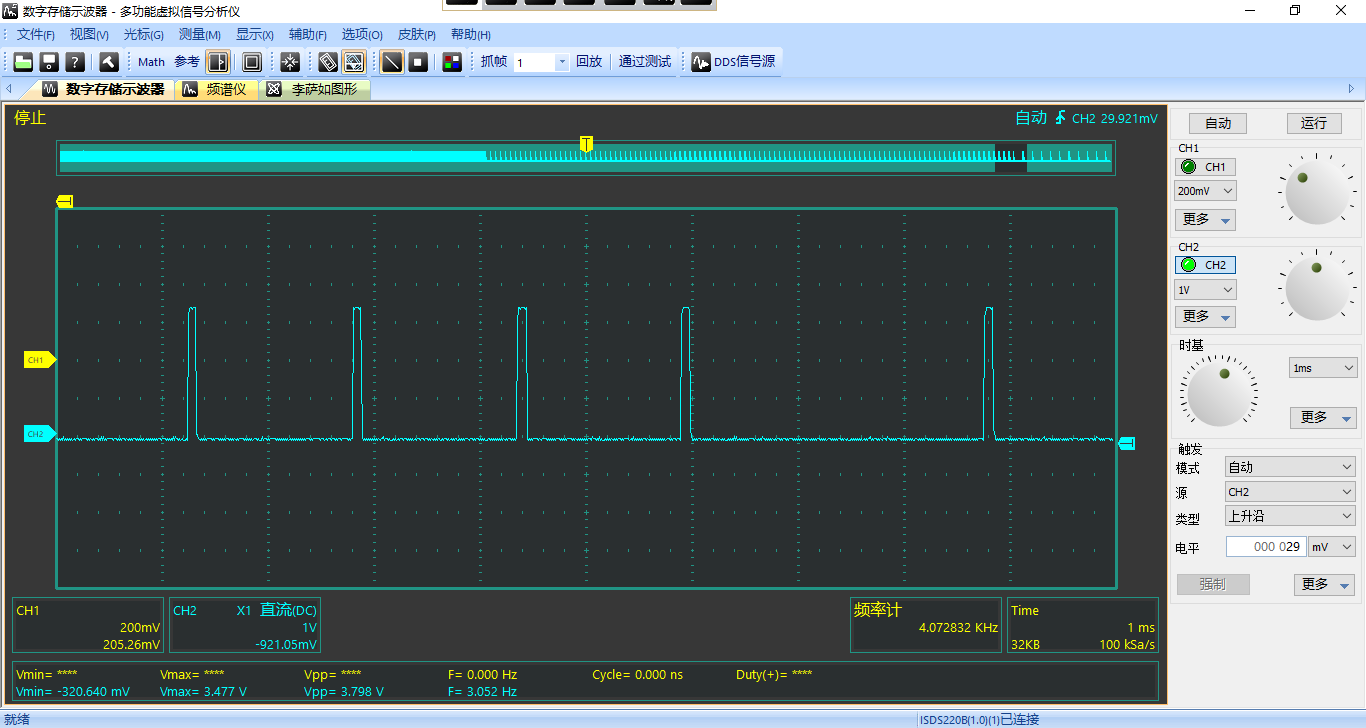 数字存储示波器 - 多功能虚拟信号分析仪
文件(F) 视图(V) 光标(G) 测量(M) 显示(X) 辅助(F) 选项(O) 皮肤(P) 帮助(H)
Math 参考 抓帧 1 回放 通过测试 DDS信号源
数字存储示波器 频谱仪 李萨如图形
停止 自动 CH2 29.921mV
T
CH1
CH2
自动 运行
CH1
CH1
200mV
更多
CH2
CH2
1V
更多
时基
1ms
更多
触发
模式 自动
源 CH2
类型 上升沿
电平 000 029 mV
强制 更多
CH1
200mV
205.26mV
CH2 X1 直流(DC)
1V
-921.05mV
频率计
4.072832 KHz
Time
1 ms
32KB 100 kSa/s
Vmin= **** Vmax= **** Vpp= **** F= 0.000 Hz Cycle= 0.000 ns Duty(+)= ****
Vmin= -320.640 mV Vmax= 3.477 V Vpp= 3.798 V F= 3.052 Hz
就绪 ISDS220B(1.0)(1)已连接